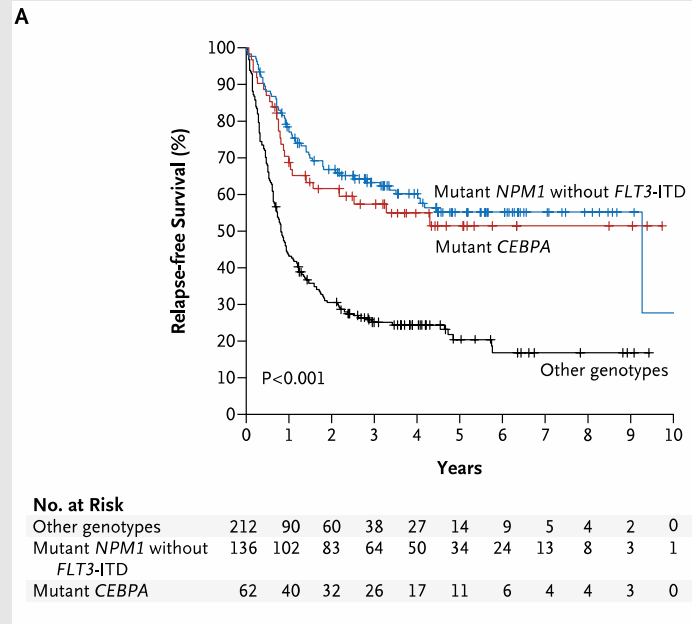 A
100
90
80
70
60
50
40
30
20
10
0
Relapse-free Survival (%)
Mutant NPM1 without FLT3-ITD
Mutant CEBPA
Other genotypes
P<0.001
0 1 2 3 4 5 6 7 8 9 10
Years
No. at Risk
Other genotypes 212 90 60 38 27 14 9 5 4 2 0
Mutant NPM1 without 136 102 83 64 50 34 24 13 8 3 1
FLT3-ITD
Mutant CEBPA 62 40 32 26 17 11 6 4 4 3 0